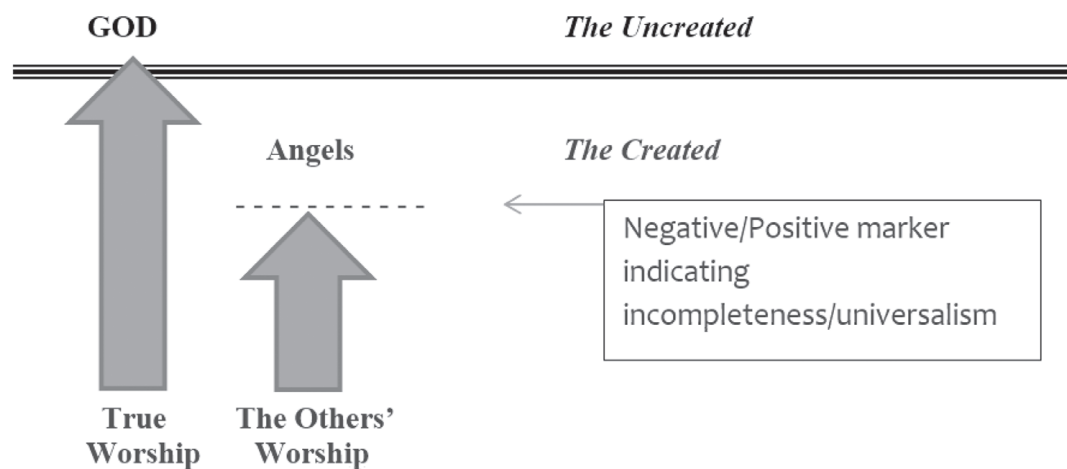 GOD
The Uncreated
Angels
The Created
Negative/Positive marker
indicating
incompleteness/universalism
True
Worship
The Others’
Worship